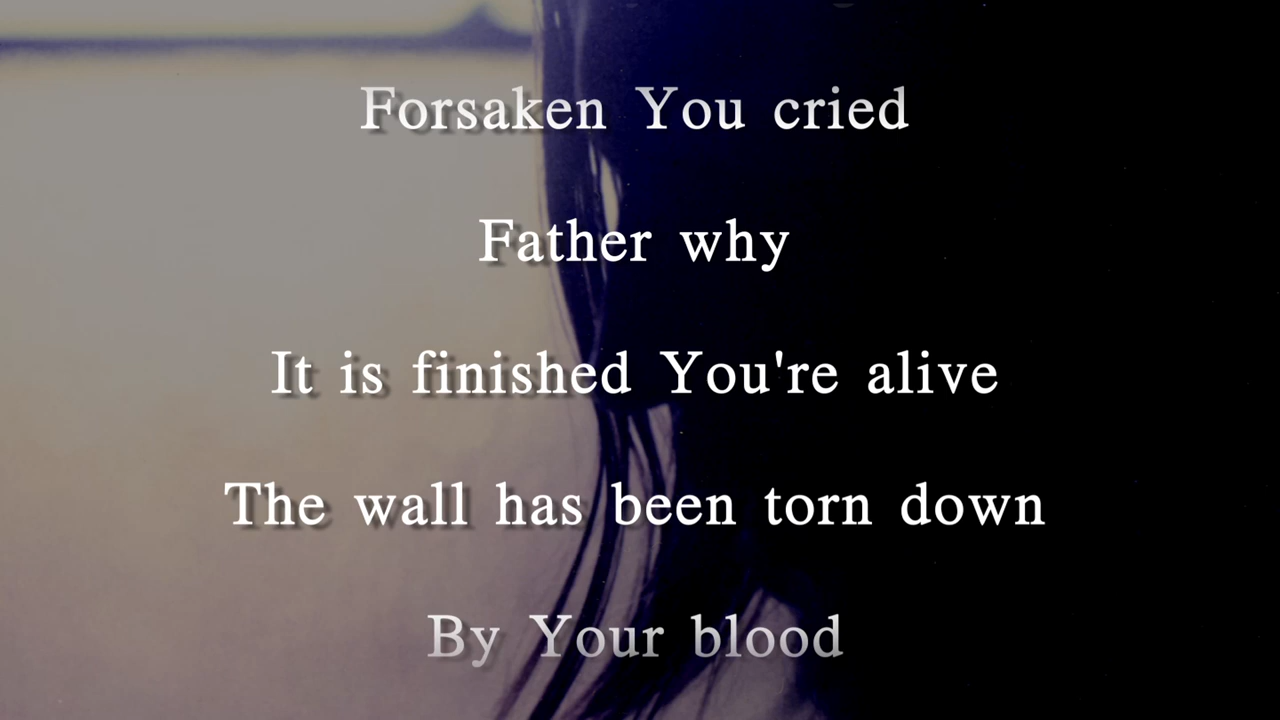 Forsaken You cried
Father why
It is finished You're alive
The wall has been torn down
By Your blood